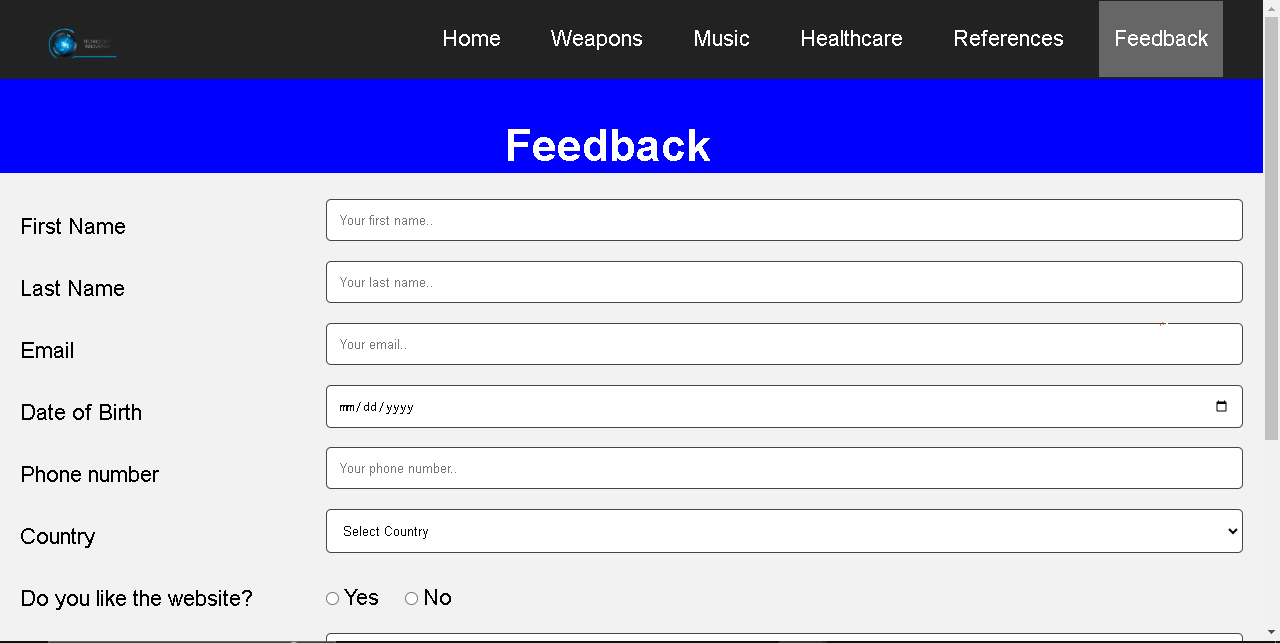 TECHNOLOGY
INNOVATION
Home Weapons Music Healthcare References Feedback
Feedback
First Name Your first name..
Last Name Your last name..
Email Your email..
Date of Birth mm/dd/yyyy
Phone number Your phone number..
Country Select Country
Do you like the website? Yes No